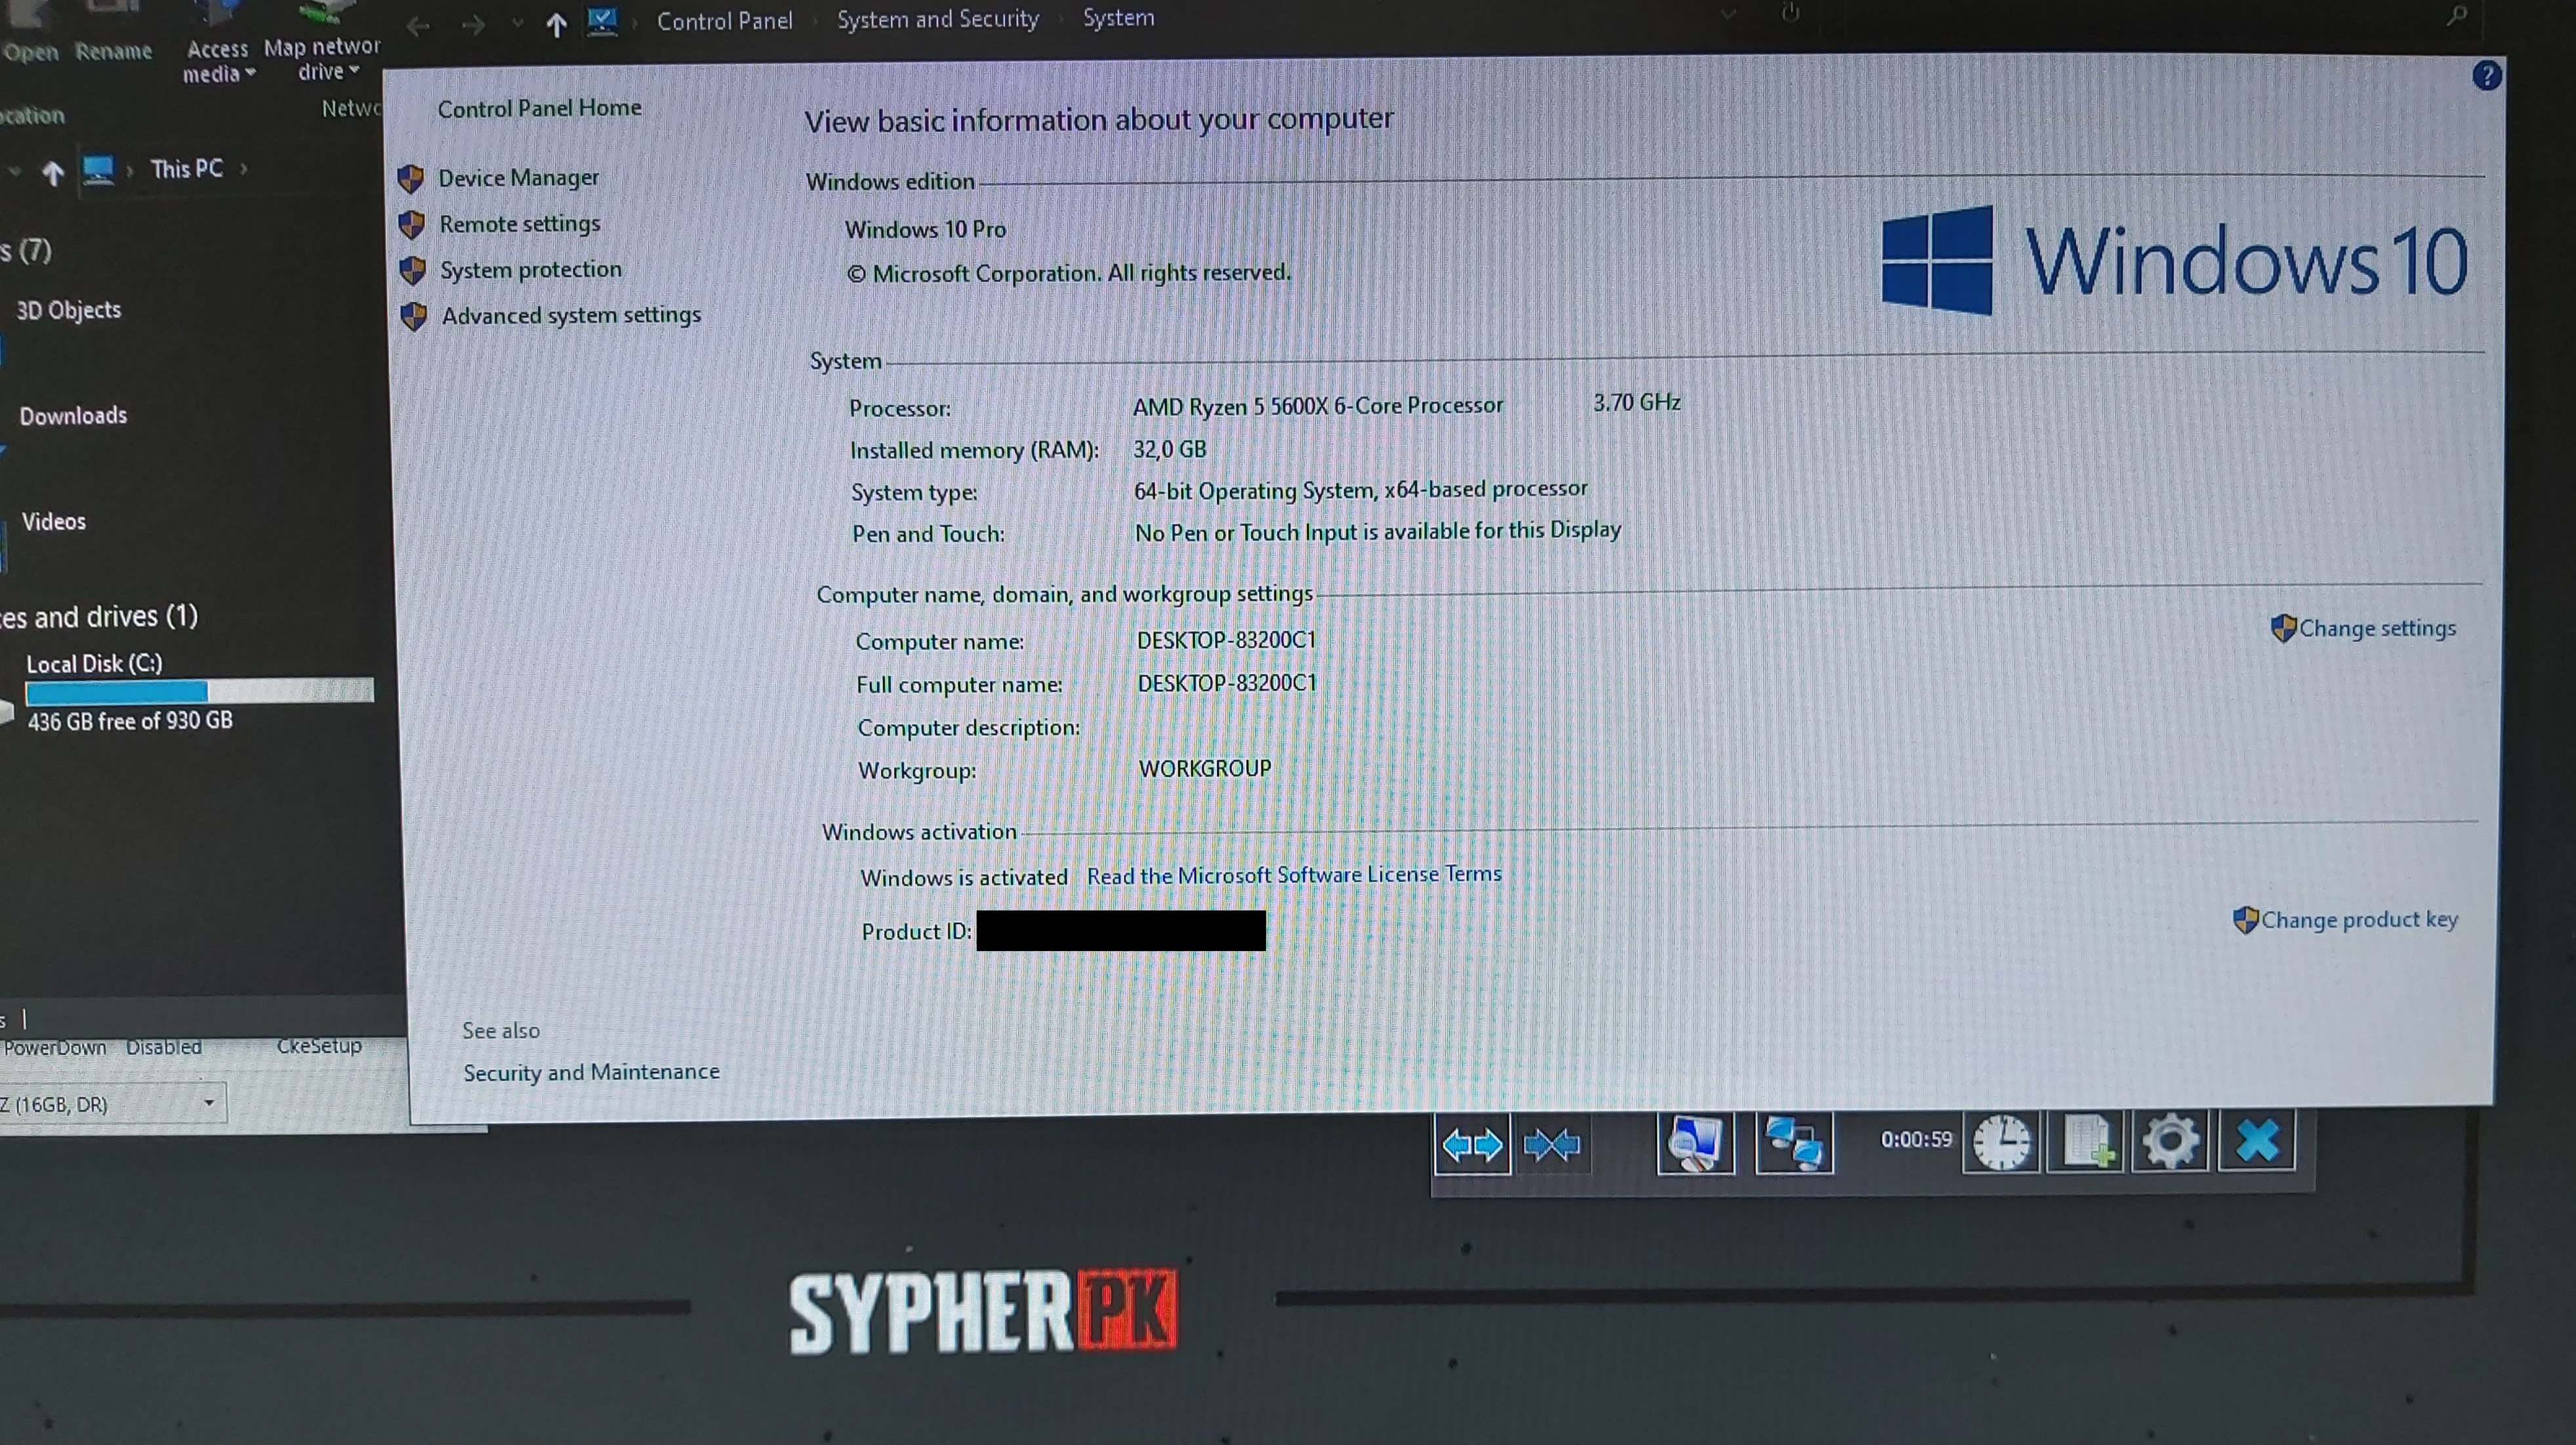 Open Rename
Access media
Map networ
drive
ocation
Netwo
This PC
s (7)
3D Objects
Downloads
Videos
es and drives (1)
Local Disk (C:)
436 GB free of 930 GB
s
PowerDown Disabled CkeSetup
Z (16GB, DR)
Control Panel System and Security System
Control Panel Home
Device Manager
Remote settings
System protection
Advanced system settings
See also
Security and Maintenance
View basic information about your computer
Windows edition
Windows 10 Pro
© Microsoft Corporation. All rights reserved.
Windows 10
System
Processor: AMD Ryzen 5 5600X 6-Core Processor 3.70 GHz
Installed memory (RAM): 32,0 GB
System type: 64-bit Operating System, x64-based processor
Pen and Touch: No Pen or Touch Input is available for this Display
Computer name, domain, and workgroup settings
Computer name: DESKTOP-83200C1
Change settings
Full computer name: DESKTOP-83200C1
Computer description:
Workgroup: WORKGROUP
Windows activation
Windows is activated Read the Microsoft Software License Terms
Product ID:
Change product key
0:00:59
SYPHER PK